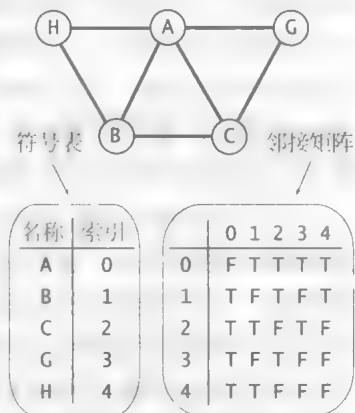 H A G
B C
符号表 邻接矩阵
名称 索引
A 0
B 1
C 2
G 3
H 4
0 1 2 3 4
0 F T T T T
1 T F T F T
2 T T F T F
3 T F T F F
4 T T F F F